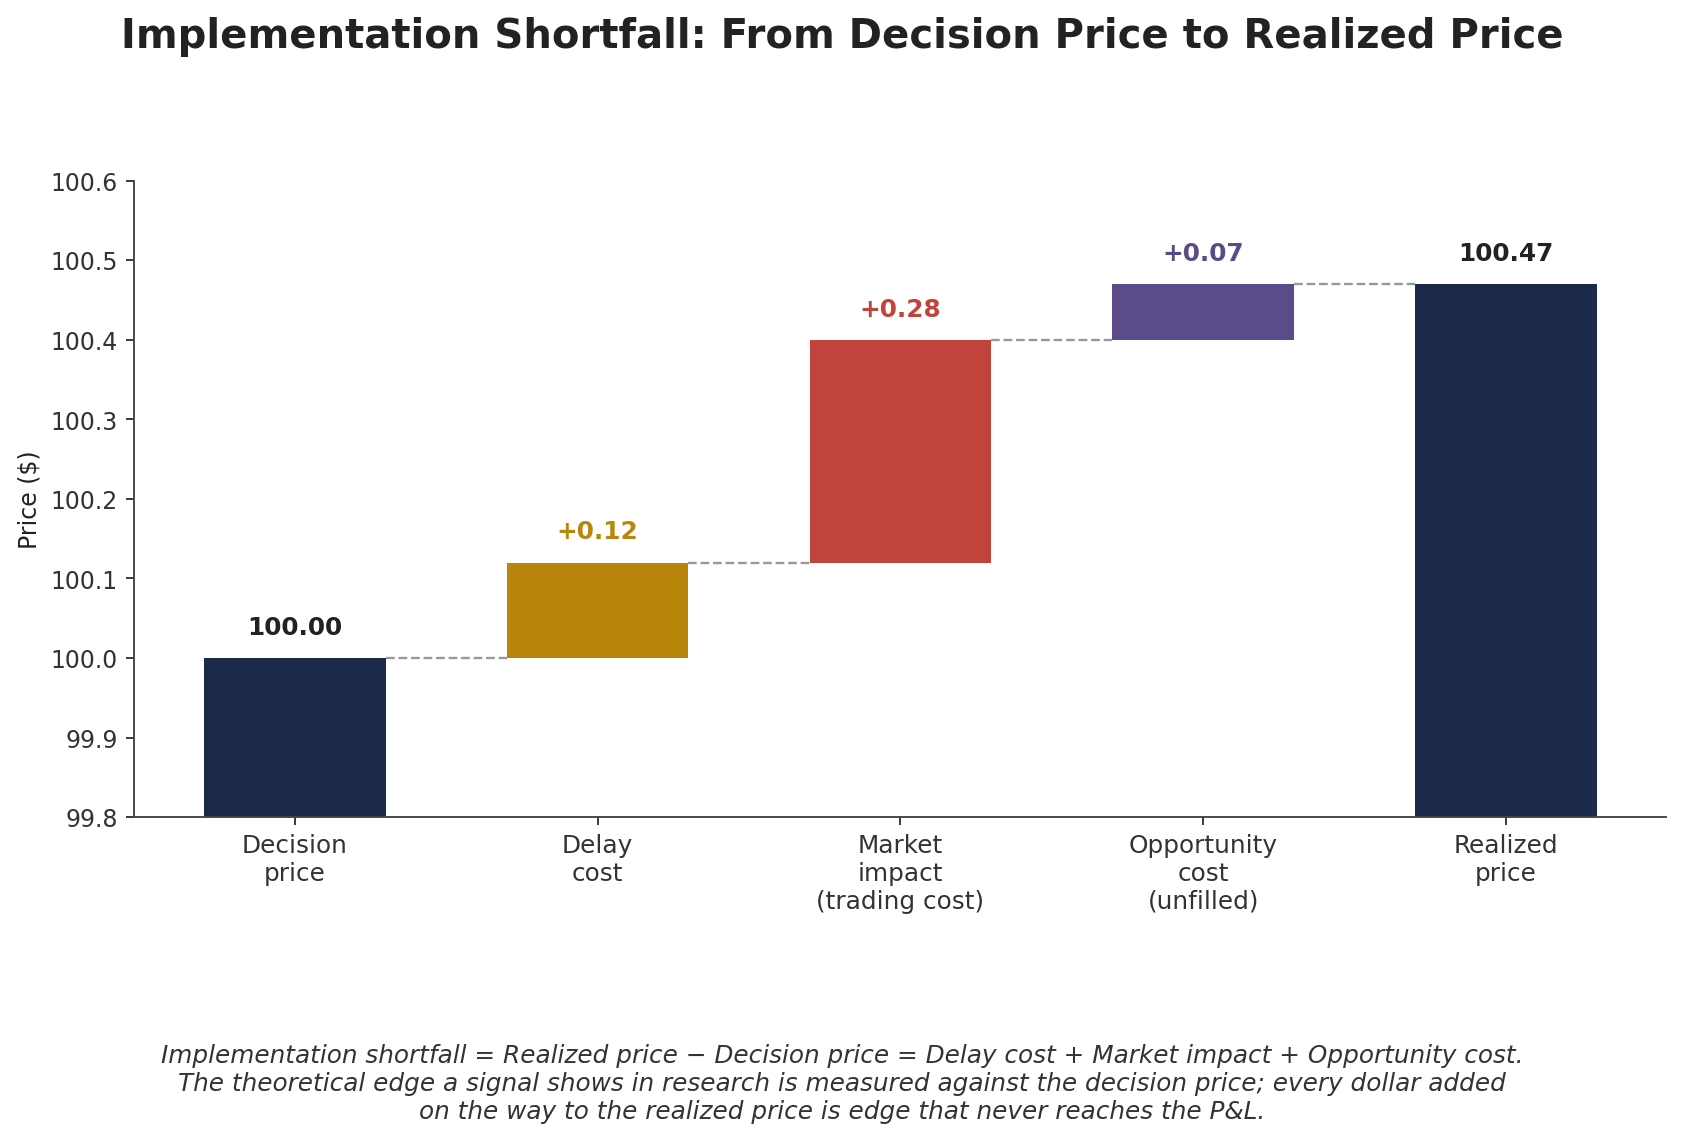 Implementation Shortfall: From Decision Price to Realized Price
100.6
100.5
100.4
100.3
100.2
100.1
100.0
99.9
99.8
Price ($)
100.00
+0.12
+0.28
+0.07
100.47
Decision
price
Delay
cost
Market
impact
(trading cost)
Opportunity
cost
(unfilled)
Realized
price
Implementation shortfall = Realized price − Decision price = Delay cost + Market impact + Opportunity cost.
The theoretical edge a signal shows in research is measured against the decision price; every dollar added
on the way to the realized price is edge that never reaches the P&L.